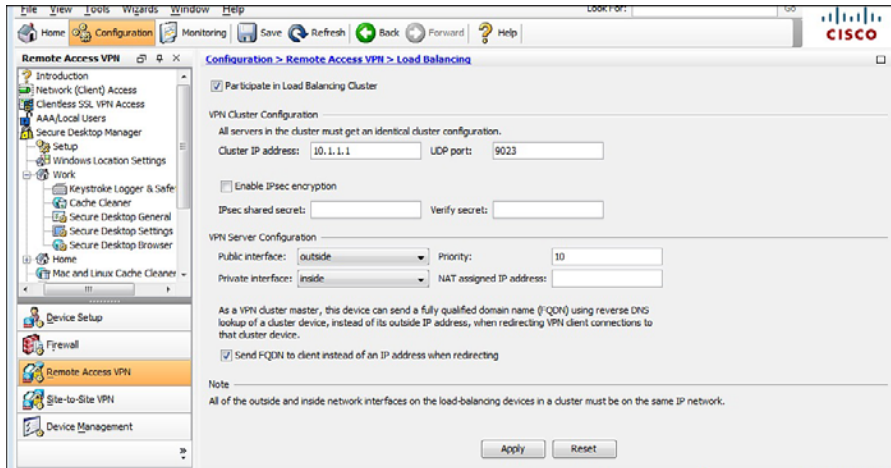 File View Tools Wizards Window Help Look For: Go
Home Configuration Monitoring Save Refresh Back Forward Help
CISCO
Remote Access VPN
Configuration > Remote Access VPN > Load Balancing
Introduction
Network (Client) Access
Clientless SSL VPN Access
AAA/Local Users
Secure Desktop Manager
Setup
Windows Location Settings
Work
Keystroke Logger & Safe
Cache Cleaner
Secure Desktop General
Secure Desktop Settings
Secure Desktop Browser
Home
Mac and Linux Cache Cleaner
Device Setup
Firewall
Remote Access VPN
Site-to-Site VPN
Device Management
Participate in Load Balancing Cluster
VPN Cluster Configuration
All servers in the cluster must get an identical cluster configuration.
Cluster IP address: 10.1.1.1 UDP port: 9023
Enable IPsec encryption
IPsec shared secret: Verify secret:
VPN Server Configuration
Public interface: outside Priority: 10
Private interface: inside NAT assigned IP address:
As a VPN cluster master, this device can send a fully qualified domain name (FQDN) using reverse DNS
lookup of a cluster device, instead of its outside IP address, when redirecting VPN client connections to
that cluster device.
Send FQDN to client instead of an IP address when redirecting
Note
All of the outside and inside network interfaces on the load-balancing devices in a cluster must be on the same IP network.
Apply Reset